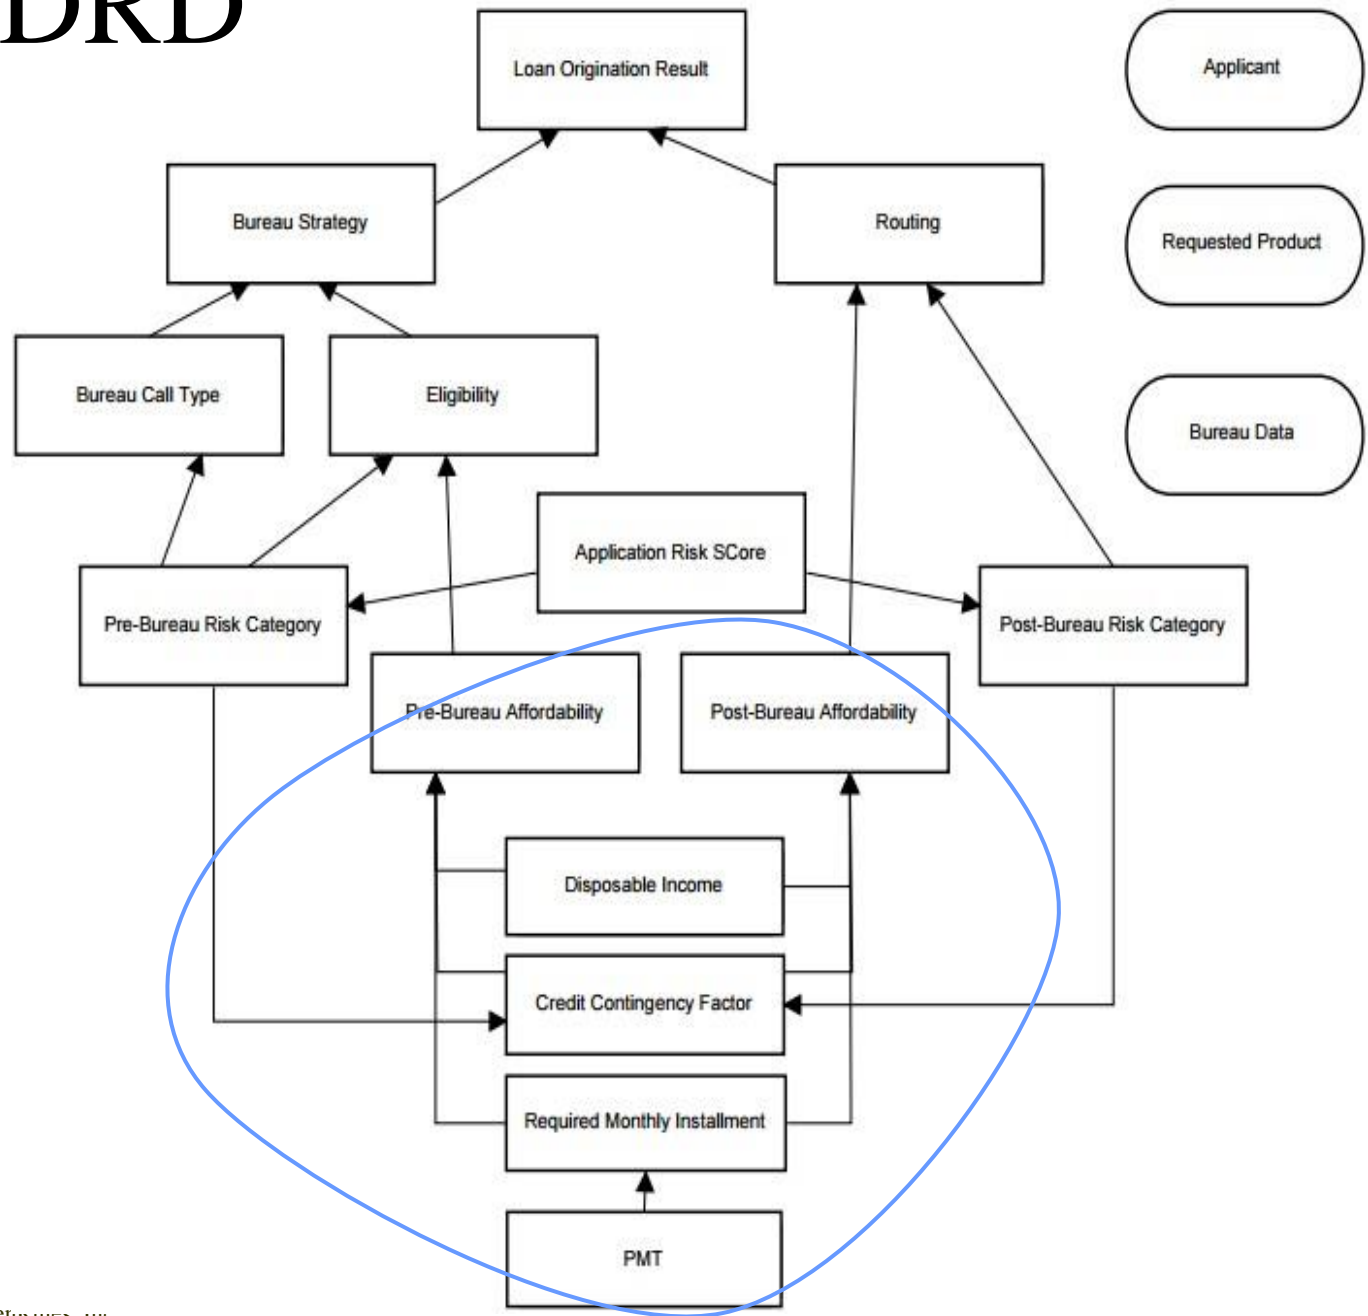 DRD
Loan Origination Result
Applicant
Bureau Strategy
Routing
Requested Product
Bureau Call Type
Eligibility
Bureau Data
Application Risk SCore
Pre-Bureau Risk Category
Post-Bureau Risk Category
Pre-Bureau Affordability
Post-Bureau Affordability
Disposable Income
Credit Contingency Factor
Required Monthly Installment
PMT